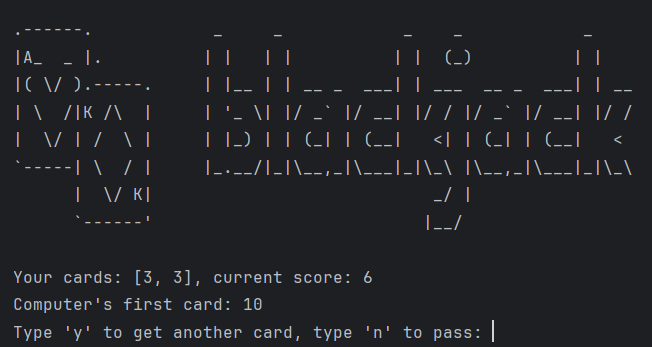 .------.            _     _            _    _            _
|A_  _ |.          | |   | |          | |  (_)          | |
|( \/ ).-----.     | |__ | | __ _  ___| | ___  __ _  ___| | __
| \  /|K /\  |     | '_ \| |/ _` |/ __| |/ / |/ _` |/ __| |/ /
|  \/ | /  \ |     | |_) | | (_| | (__|   <| | (_| | (__|   <
`-----| \  / |     |_.__/|_|\__,_|\___|_|\_\ |\__,_|\___|_|\_\
      |  \/ K|                            _/ |
      `------'                           |__/
Your cards: [3, 3], current score: 6
Computer's first card: 10
Type 'y' to get another card, type 'n' to pass: